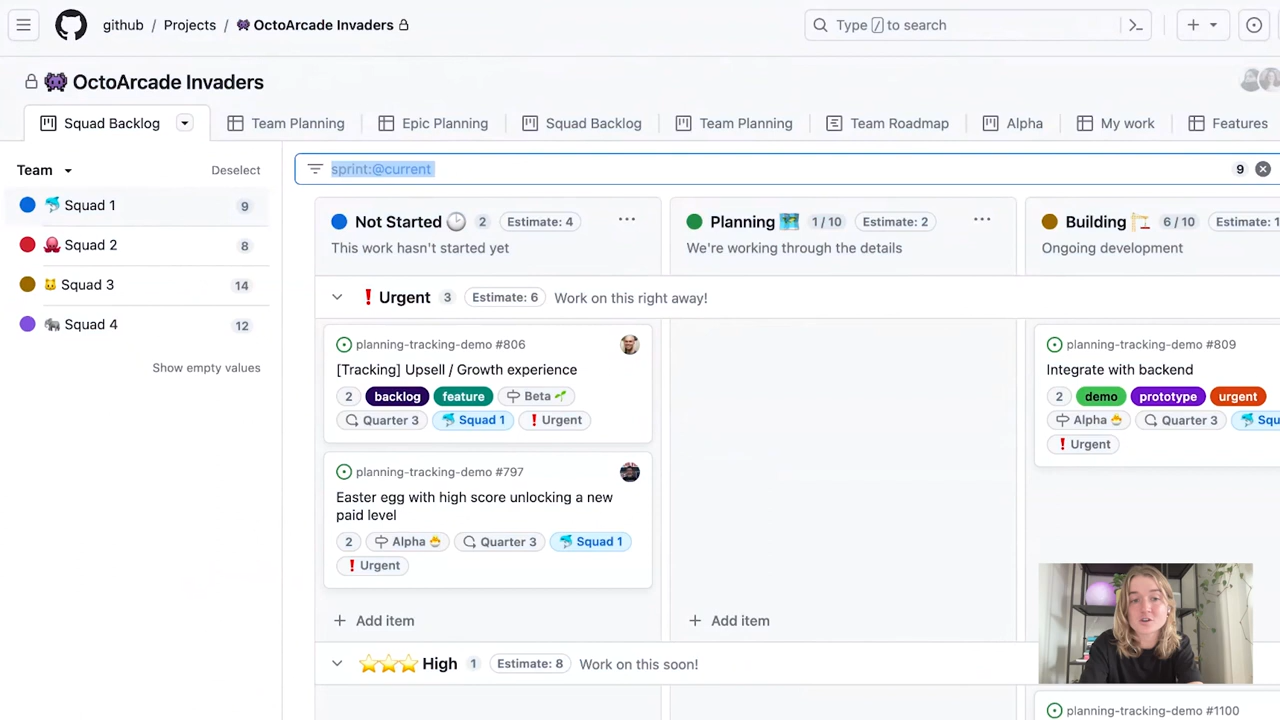 github / Projects / OctoArcade Invaders
Type / to search
OctoArcade Invaders
Squad Backlog
Team Planning
Epic Planning
Squad Backlog
Team Planning
Team Roadmap
Alpha
My work
Features
Team
Deselect
Squad 1 9
Squad 2 8
Squad 3 14
Squad 4 12
Show empty values
sprint:@current
9
Not Started 2 Estimate: 4
This work hasn't started yet
Planning 1 / 10 Estimate: 2
We're working through the details
Building 6 / 10 Estimate: 1
Ongoing development
Urgent 3 Estimate: 6 Work on this right away!
planning-tracking-demo #806
[Tracking] Upsell / Growth experience
2 backlog feature Beta
Quarter 3 Squad 1 Urgent
planning-tracking-demo #797
Easter egg with high score unlocking a new
paid level
2 Alpha Quarter 3 Squad 1
Urgent
+ Add item
+ Add item
planning-tracking-demo #809
Integrate with backend
2 demo prototype urgent
Alpha Quarter 3 Squ
Urgent
High 1 Estimate: 8 Work on this soon!
planning-tracking-demo #1100